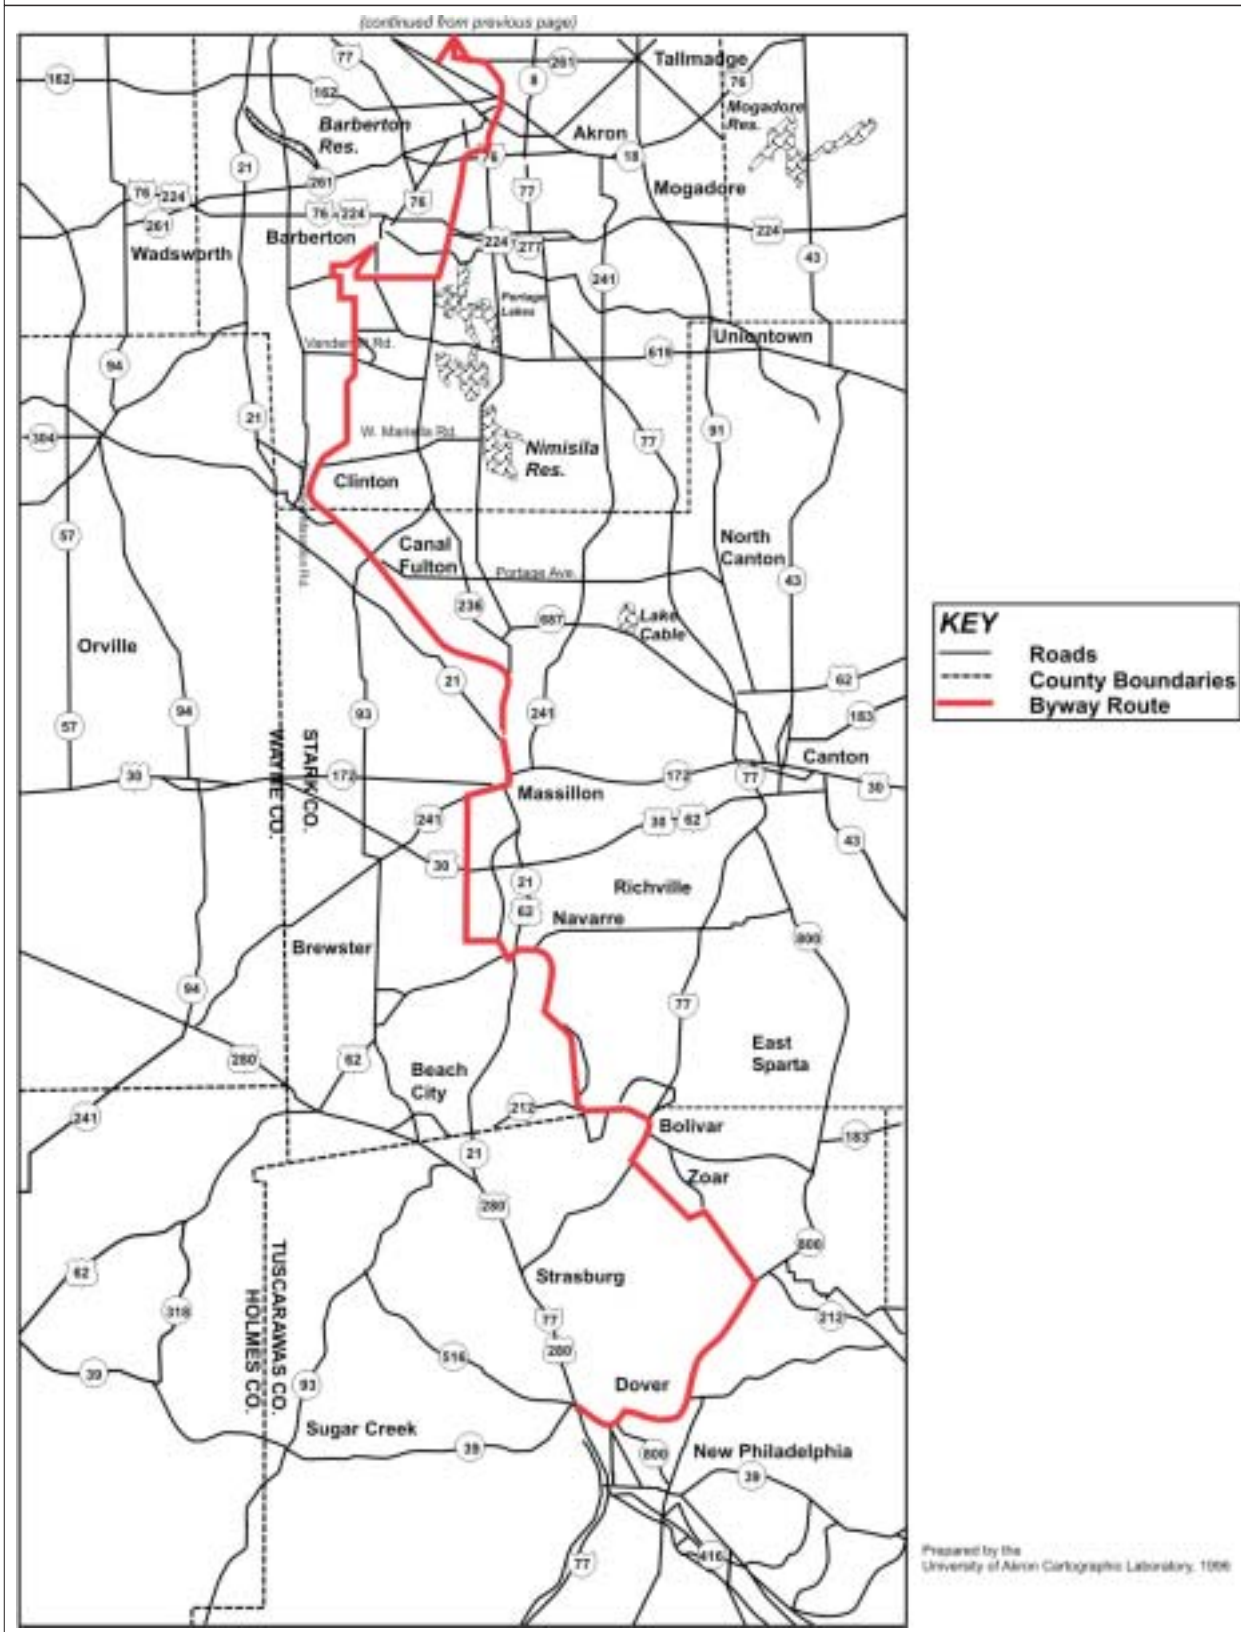 (continued from previous page)
77
261
Tallmadge
8
76
162
162
Mogadore
Res.
Barberton
Res.
Akron
21
76
18
261
Mogadore
76
224
76
77
261
76
224
224
Barberton
224
277
Wadsworth
43
241
Portage
Lakes
Uniontown
Rd.
619
94
21
91
304
W.
Rd.
77
Nimisila
Res.
Clinton
57
North
Canton
Canal
Fulton
Portage Ave.
43
236
687
Lake
Cable
Orville
21
62
94
93
241
183
57
STARK CO.
WAYNE CO.
Canton
30
172
172
77
30
Massillon
241
30
62
43
30
21
Richville
62
Navarre
800
Brewster
94
77
East
Sparta
280
62
Beach
City
241
212
Bolivar
183
21
Zoar
280
800
62
Strasburg
TUSCARAWAS CO.
HOLMES CO.
318
77
212
280
516
39
93
Dover
Sugar Creek
39
800
New Philadelphia
39
416
77
KEY
Roads
County Boundaries
Byway Route
Prepared by the
University of Akron Cartographic Laboratory,